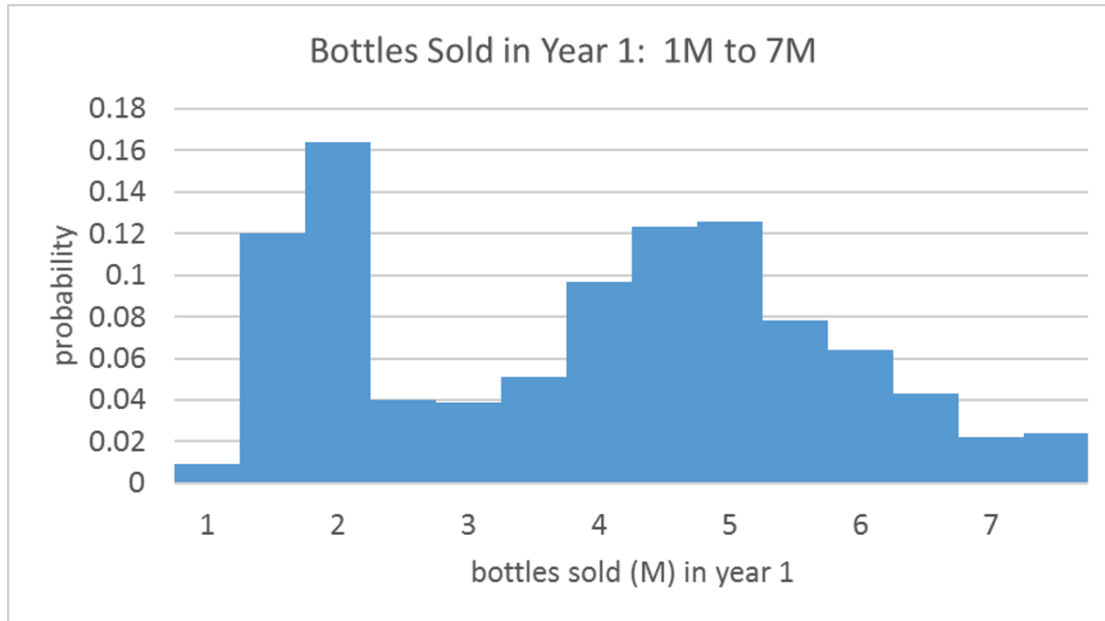 Bottles Sold in Year 1:  1M to 7M
0.18
0.16
0.14
0.12
0.1
0.08
0.06
0.04
0.02
0
probability
1 2 3 4 5 6 7
bottles sold (M) in year 1